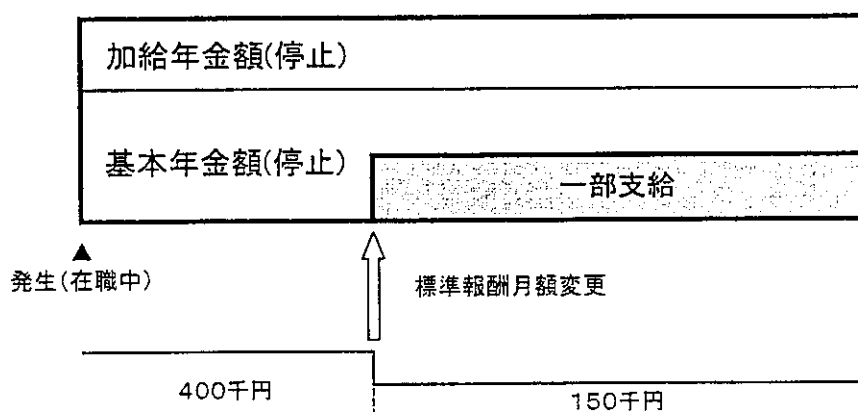 加給年金額(停止)
基本年金額(停止)
一部支給
▲
発生(在職中)
標準報酬月額変更
400千円
150千円